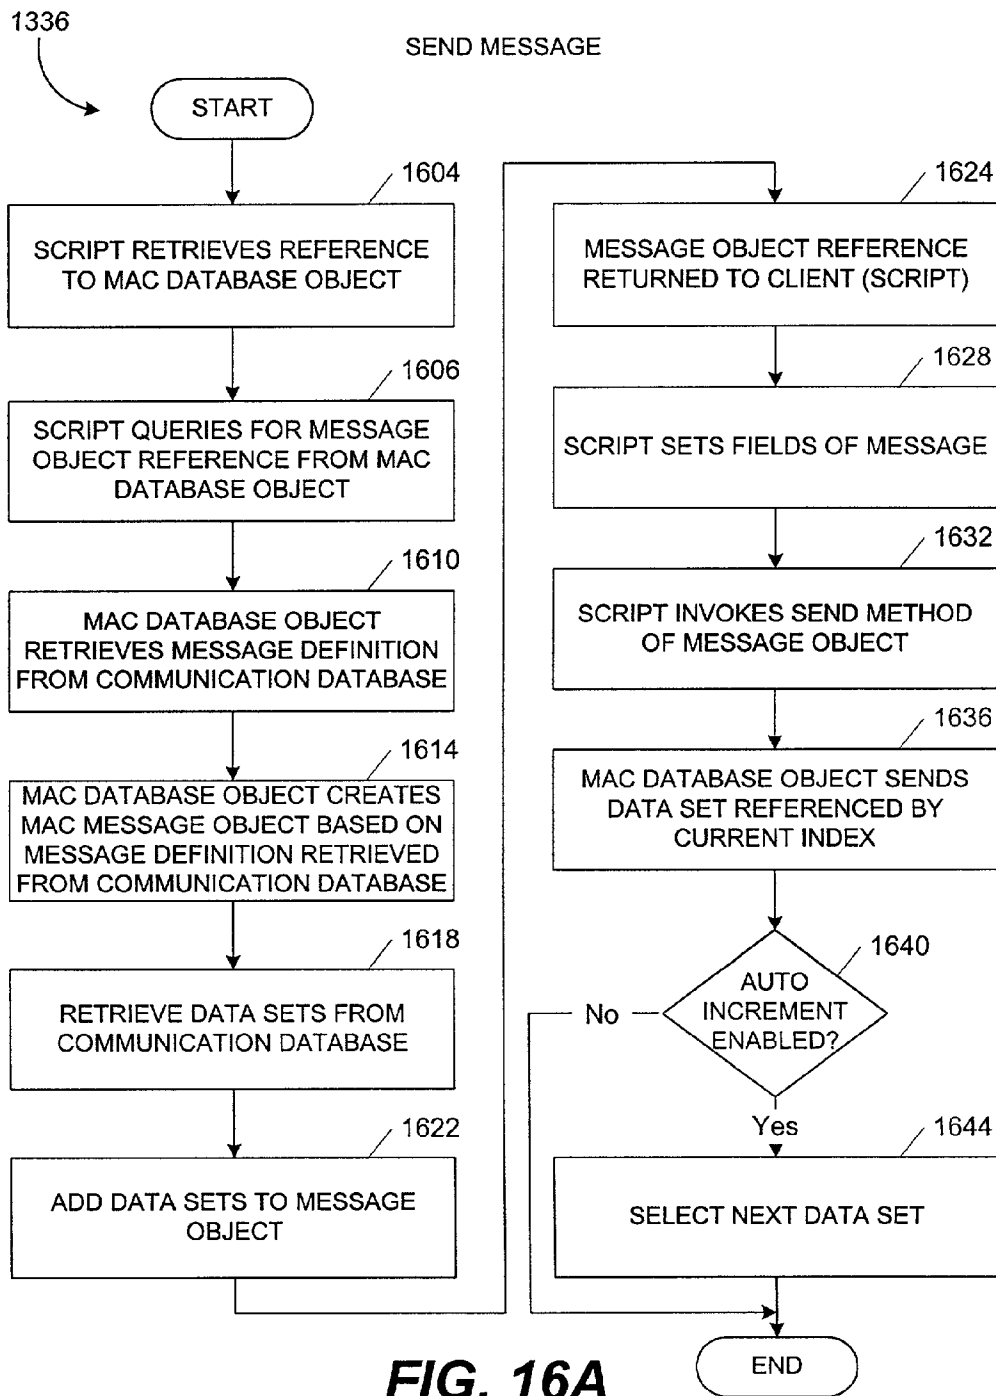 1336
SEND MESSAGE
START
1604
SCRIPT RETRIEVES REFERENCE
TO MAC DATABASE OBJECT
1606
SCRIPT QUERIES FOR MESSAGE
OBJECT REFERENCE FROM MAC
DATABASE OBJECT
1610
MAC DATABASE OBJECT
RETRIEVES MESSAGE DEFINITION
FROM COMMUNICATION DATABASE
1614
MAC DATABASE OBJECT CREATES
MAC MESSAGE OBJECT BASED ON
MESSAGE DEFINITION RETRIEVED
FROM COMMUNICATION DATABASE
1618
RETRIEVE DATA SETS FROM
COMMUNICATION DATABASE
1622
ADD DATA SETS TO MESSAGE
OBJECT
1624
MESSAGE OBJECT REFERENCE
RETURNED TO CLIENT (SCRIPT)
1628
SCRIPT SETS FIELDS OF MESSAGE
1632
SCRIPT INVOKES SEND METHOD
OF MESSAGE OBJECT
1636
MAC DATABASE OBJECT SENDS
DATA SET REFERENCED BY
CURRENT INDEX
1640
AUTO
INCREMENT
ENABLED?
No
Yes
1644
SELECT NEXT DATA SET
END
FIG. 16A